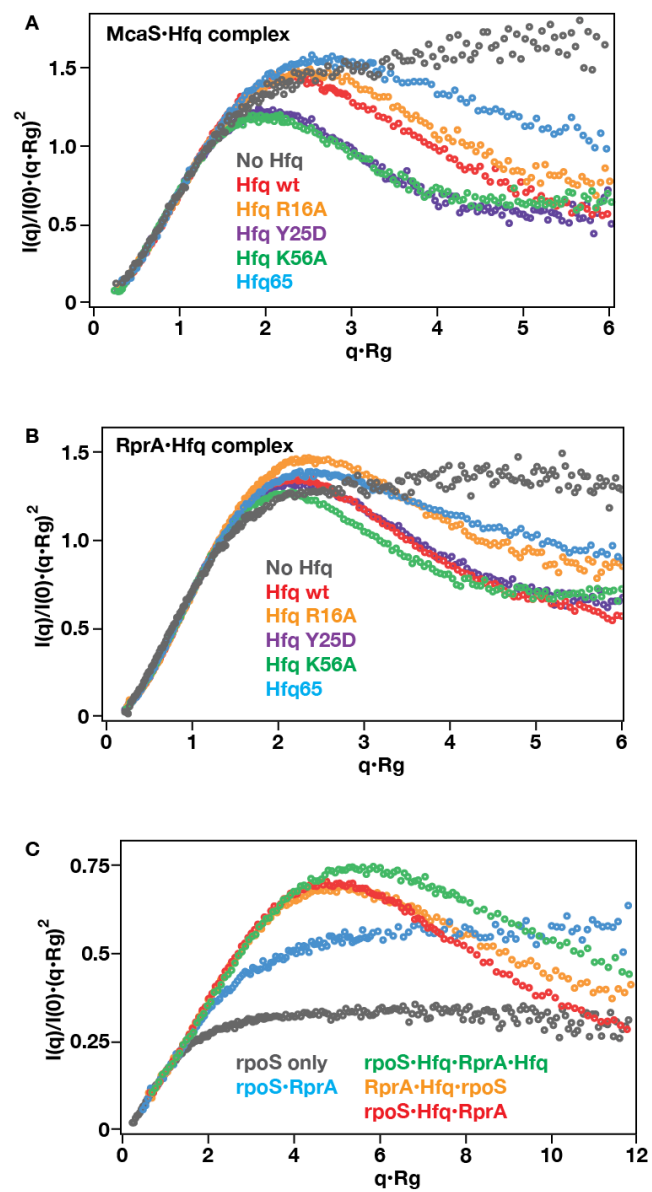 A
McaS•Hfq complex
I(q)/I(0)•(q•Rg)²
1.5
1.0
0.5
0
No Hfq
Hfq wt
Hfq R16A
Hfq Y25D
Hfq K56A
Hfq65
0 1 2 3 4 5 6
q•Rg
B
RprA•Hfq complex
I(q)/I(0)•(q•Rg)²
1.5
1.0
0.5
0
No Hfq
Hfq wt
Hfq R16A
Hfq Y25D
Hfq K56A
Hfq65
0 1 2 3 4 5 6
q•Rg
C
I(q)/I(0)•(q•Rg)²
0.75
0.5
0.25
0
rpoS only rpoS•Hfq•RprA•Hfq
rpoS•RprA RprA•Hfq•rpoS
rpoS•Hfq•RprA
0 2 4 6 8 10 12
q•Rg